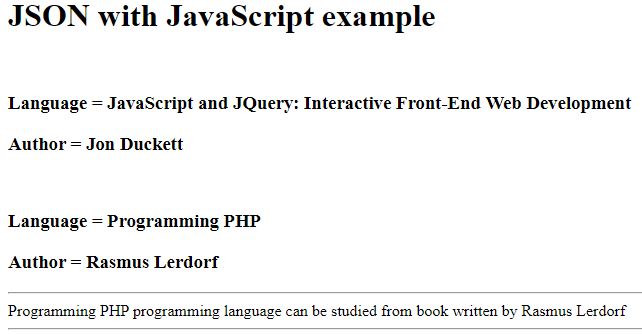 JSON with JavaScript example
Language = JavaScript and JQuery: Interactive Front-End Web Development
Author = Jon Duckett
Language = Programming PHP
Author = Rasmus Lerdorf
Programming PHP programming language can be studied from book written by Rasmus Lerdorf